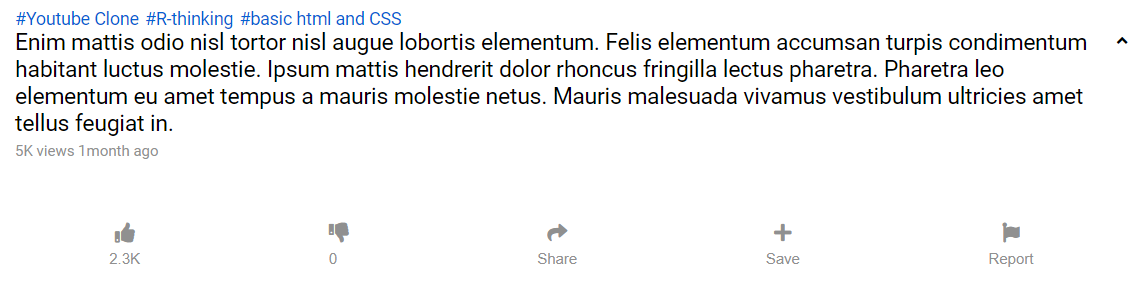 #Youtube Clone #R-thinking #basic html and CSS
Enim mattis odio nisl tortor nisl augue lobortis elementum. Felis elementum accumsan turpis condimentum
habitant luctus molestie. Ipsum mattis hendrerit dolor rhoncus fringilla lectus pharetra. Pharetra leo
elementum eu amet tempus a mauris molestie netus. Mauris malesuada vivamus vestibulum ultricies amet
tellus feugiat in.
5K views 1month ago
2.3K 0 Share Save Report